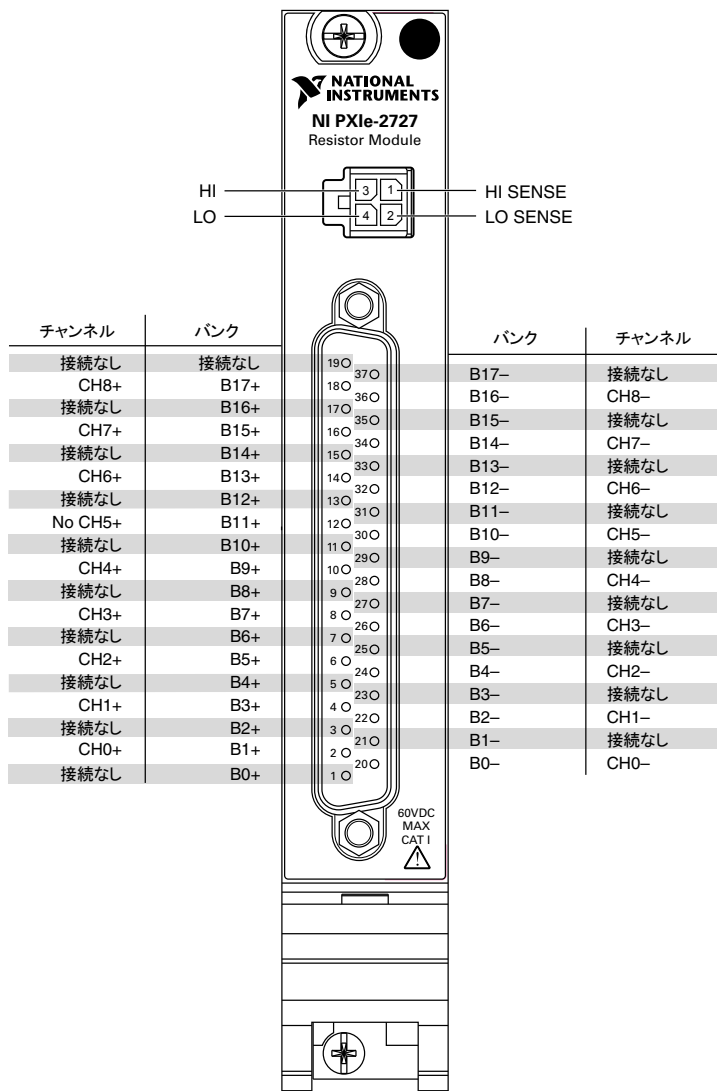 NATIONAL
INSTRUMENTS
NI PXIe-2727
Resistor Module
HI 3 1 HI SENSE
LO 4 2 LO SENSE
チャンネル バンク
バンク チャンネル
接続なし 接続なし 19
37 B17– 接続なし
CH8+ B17+ 18
36 B16– CH8–
接続なし B16+ 17
35 B15– 接続なし
CH7+ B15+ 16
34 B14– CH7–
接続なし B14+ 15
33 B13– 接続なし
CH6+ B13+ 14
32 B12– CH6–
接続なし B12+ 13
31 B11– 接続なし
No CH5+ B11+ 12
30 B10– CH5–
接続なし B10+ 11
29 B9– 接続なし
CH4+ B9+ 10
28 B8– CH4–
接続なし B8+ 9
27 B7– 接続なし
CH3+ B7+ 8
26 B6– CH3–
接続なし B6+ 7
25 B5– 接続なし
CH2+ B5+ 6
24 B4– CH2–
接続なし B4+ 5
23 B3– 接続なし
CH1+ B3+ 4
22 B2– CH1–
接続なし B2+ 3
21 B1– 接続なし
CH0+ B1+ 2
20 B0– CH0–
接続なし B0+ 1
60VDC
MAX
CAT I